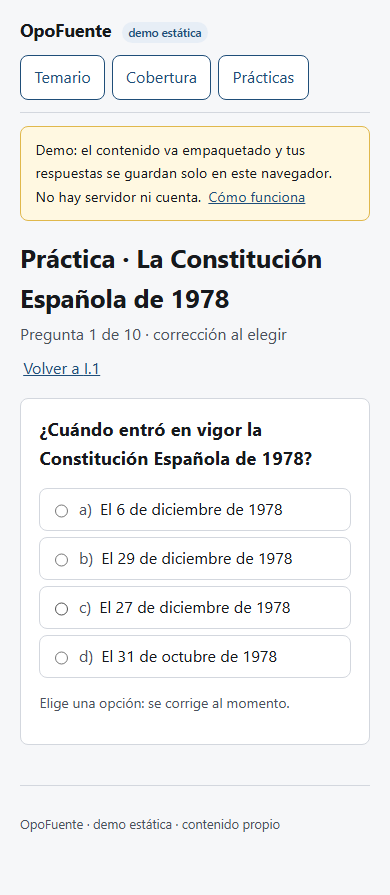 OpoFuente demo estática
Temario Cobertura Prácticas
Demo: el contenido va empaquetado y tus
respuestas se guardan solo en este navegador.
No hay servidor ni cuenta. Cómo funciona
Práctica · La Constitución
Española de 1978
Pregunta 1 de 10 · corrección al elegir
Volver a I.1
¿Cuándo entró en vigor la
Constitución Española de 1978?
a) El 6 de diciembre de 1978
b) El 29 de diciembre de 1978
c) El 27 de diciembre de 1978
d) El 31 de octubre de 1978
Elige una opción: se corrige al momento.
OpoFuente · demo estática · contenido propio